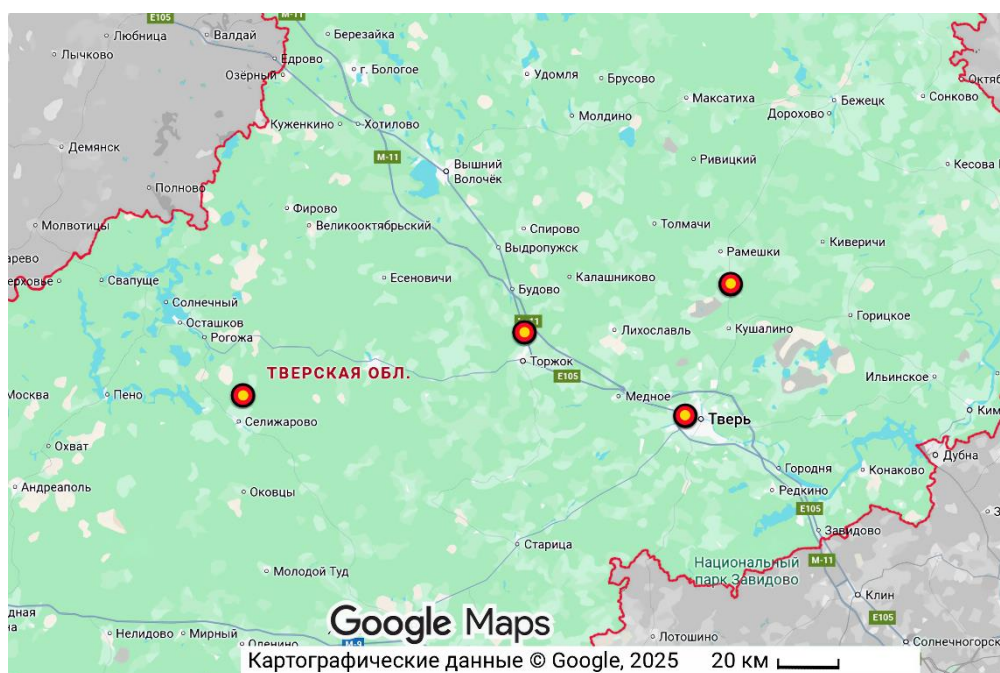 E105
М-11
Любница
Валдай
Березайка
Лычково
Едрово
Озёрный
г. Бологое
Удомля
Брусово
Максатиха
Бежецк
Сонково
Дорохово
Молдино
Куженкино
Хотилово
Демянск
М-11
Вышний
Волочёк
Ривицкий
Кесова
Полново
Фирово
Молвотицы
Великооктябрьский
Спирово
Толмачи
Выдропужск
Рамешки
Киверичи
Свапуще
Есеновичи
Калашниково
Будово
Солнечный
Осташков
Рогожа
Лихославль
Кушалино
Горицкое
Торжок
ТВЕРСКАЯ ОБЛ.
E105
Ильинское
Москва
Пено
Медное
Тверь
Селижарово
Охват
Дубна
Городня
Конаково
Андреаполь
Оковцы
Редкино
E105
Завидово
Старица
Национальный
парк Завидово
М-11
Молодой Туд
Клин
E105
Google Maps
Нелидово
Мирный
Оленино
М-9
Лотошино
Солнечногорск
Картографические данные © Google, 2025
20 км